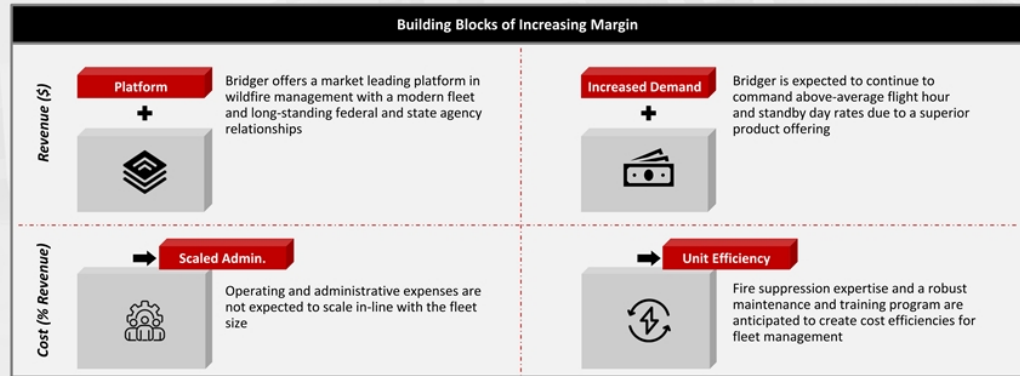 Building Blocks of Increasing Margin
Revenue ($)
Platform
Bridger offers a market leading platform in
wildfire management with a modern fleet
and long-standing federal and state agency
relationships
Increased Demand
Bridger is expected to continue to
command above-average flight hour
and standby day rates due to a superior
product offering
Cost (% Revenue)
Scaled Admin.
Operating and administrative expenses are
not expected to scale in-line with the fleet
size
Unit Efficiency
Fire suppression expertise and a robust
maintenance and training program are
anticipated to create cost efficiencies for
fleet management